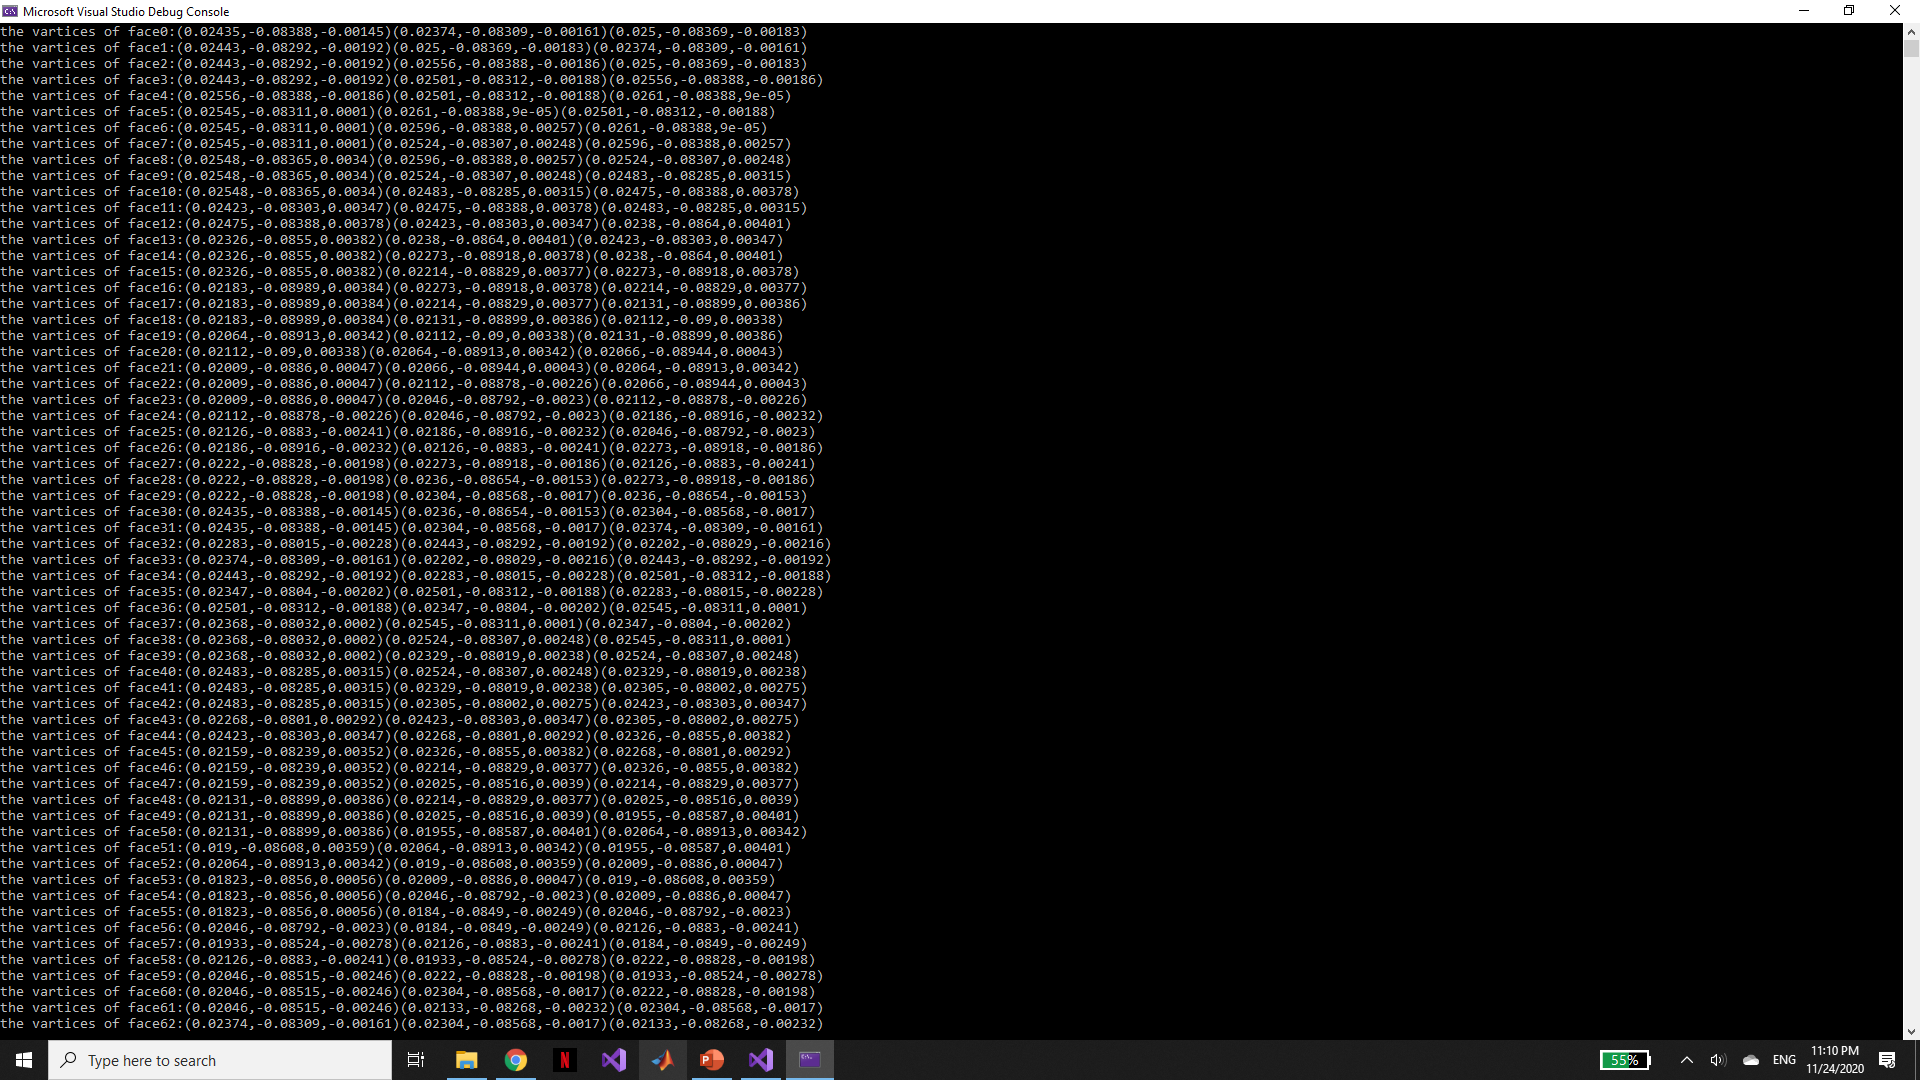 Microsoft Visual Studio Debug Console
the vartices of face0:(0.02435,-0.08388,-0.00145)(0.02374,-0.08309,-0.00161)(0.025,-0.08369,-0.00183)
the vartices of face1:(0.02443,-0.08292,-0.00192)(0.025,-0.08369,-0.00183)(0.02374,-0.08309,-0.00161)
the vartices of face2:(0.02443,-0.08292,-0.00192)(0.02556,-0.08388,-0.00186)(0.025,-0.08369,-0.00183)
the vartices of face3:(0.02443,-0.08292,-0.00192)(0.02501,-0.08312,-0.00188)(0.02556,-0.08388,-0.00186)
the vartices of face4:(0.02556,-0.08388,-0.00186)(0.02501,-0.08312,-0.00188)(0.0261,-0.08388,9e-05)
the vartices of face5:(0.02545,-0.08311,0.0001)(0.0261,-0.08388,9e-05)(0.02501,-0.08312,-0.00188)
the vartices of face6:(0.02545,-0.08311,0.0001)(0.02596,-0.08388,0.00257)(0.0261,-0.08388,9e-05)
the vartices of face7:(0.02545,-0.08311,0.0001)(0.02524,-0.08307,0.00248)(0.02596,-0.08388,0.00257)
the vartices of face8:(0.02548,-0.08365,0.0034)(0.02596,-0.08388,0.00257)(0.02524,-0.08307,0.00248)
the vartices of face9:(0.02548,-0.08365,0.0034)(0.02524,-0.08307,0.00248)(0.02483,-0.08285,0.00315)
the vartices of face10:(0.02548,-0.08365,0.0034)(0.02483,-0.08285,0.00315)(0.02475,-0.08388,0.00378)
the vartices of face11:(0.02423,-0.08303,0.00347)(0.02475,-0.08388,0.00378)(0.02483,-0.08285,0.00315)
the vartices of face12:(0.02475,-0.08388,0.00378)(0.02423,-0.08303,0.00347)(0.0238,-0.0864,0.00401)
the vartices of face13:(0.02326,-0.0855,0.00382)(0.0238,-0.0864,0.00401)(0.02423,-0.08303,0.00347)
the vartices of face14:(0.02326,-0.0855,0.00382)(0.02273,-0.08918,0.00378)(0.0238,-0.0864,0.00401)
the vartices of face15:(0.02326,-0.0855,0.00382)(0.02214,-0.08829,0.00377)(0.02273,-0.08918,0.00378)
the vartices of face16:(0.02183,-0.08989,0.00384)(0.02273,-0.08918,0.00378)(0.02214,-0.08829,0.00377)
the vartices of face17:(0.02183,-0.08989,0.00384)(0.02214,-0.08829,0.00377)(0.02131,-0.08899,0.00386)
the vartices of face18:(0.02183,-0.08989,0.00384)(0.02131,-0.08899,0.00386)(0.02112,-0.09,0.00338)
the vartices of face19:(0.02064,-0.08913,0.00342)(0.02112,-0.09,0.00338)(0.02131,-0.08899,0.00386)
the vartices of face20:(0.02112,-0.09,0.00338)(0.02064,-0.08913,0.00342)(0.02066,-0.08944,0.00043)
the vartices of face21:(0.02009,-0.0886,0.00047)(0.02066,-0.08944,0.00043)(0.02064,-0.08913,0.00342)
the vartices of face22:(0.02009,-0.0886,0.00047)(0.02112,-0.08878,-0.00226)(0.02066,-0.08944,0.00043)
the vartices of face23:(0.02009,-0.0886,0.00047)(0.02046,-0.08792,-0.0023)(0.02112,-0.08878,-0.00226)
the vartices of face24:(0.02112,-0.08878,-0.00226)(0.02046,-0.08792,-0.0023)(0.02186,-0.08916,-0.00232)
the vartices of face25:(0.02126,-0.0883,-0.00241)(0.02186,-0.08916,-0.00232)(0.02046,-0.08792,-0.0023)
the vartices of face26:(0.02186,-0.08916,-0.00232)(0.02126,-0.0883,-0.00241)(0.02273,-0.08918,-0.00186)
the vartices of face27:(0.0222,-0.08828,-0.00198)(0.02273,-0.08918,-0.00186)(0.02126,-0.0883,-0.00241)
the vartices of face28:(0.0222,-0.08828,-0.00198)(0.0236,-0.08654,-0.00153)(0.02273,-0.08918,-0.00186)
the vartices of face29:(0.0222,-0.08828,-0.00198)(0.02304,-0.08568,-0.0017)(0.0236,-0.08654,-0.00153)
the vartices of face30:(0.02435,-0.08388,-0.00145)(0.0236,-0.08654,-0.00153)(0.02304,-0.08568,-0.0017)
the vartices of face31:(0.02435,-0.08388,-0.00145)(0.02304,-0.08568,-0.0017)(0.02374,-0.08309,-0.00161)
the vartices of face32:(0.02283,-0.08015,-0.00228)(0.02443,-0.08292,-0.00192)(0.02202,-0.08029,-0.00216)
the vartices of face33:(0.02374,-0.08309,-0.00161)(0.02202,-0.08029,-0.00216)(0.02443,-0.08292,-0.00192)
the vartices of face34:(0.02443,-0.08292,-0.00192)(0.02283,-0.08015,-0.00228)(0.02501,-0.08312,-0.00188)
the vartices of face35:(0.02347,-0.0804,-0.00202)(0.02501,-0.08312,-0.00188)(0.02283,-0.08015,-0.00228)
the vartices of face36:(0.02501,-0.08312,-0.00188)(0.02347,-0.0804,-0.00202)(0.02545,-0.08311,0.0001)
the vartices of face37:(0.02368,-0.08032,0.0002)(0.02545,-0.08311,0.0001)(0.02347,-0.0804,-0.00202)
the vartices of face38:(0.02368,-0.08032,0.0002)(0.02524,-0.08307,0.00248)(0.02545,-0.08311,0.0001)
the vartices of face39:(0.02368,-0.08032,0.0002)(0.02329,-0.08019,0.00238)(0.02524,-0.08307,0.00248)
the vartices of face40:(0.02483,-0.08285,0.00315)(0.02524,-0.08307,0.00248)(0.02329,-0.08019,0.00238)
the vartices of face41:(0.02483,-0.08285,0.00315)(0.02329,-0.08019,0.00238)(0.02305,-0.08002,0.00275)
the vartices of face42:(0.02483,-0.08285,0.00315)(0.02305,-0.08002,0.00275)(0.02423,-0.08303,0.00347)
the vartices of face43:(0.02268,-0.0801,0.00292)(0.02423,-0.08303,0.00347)(0.02305,-0.08002,0.00275)
the vartices of face44:(0.02423,-0.08303,0.00347)(0.02268,-0.0801,0.00292)(0.02326,-0.0855,0.00382)
the vartices of face45:(0.02159,-0.08239,0.00352)(0.02326,-0.0855,0.00382)(0.02268,-0.0801,0.00292)
the vartices of face46:(0.02159,-0.08239,0.00352)(0.02214,-0.08829,0.00377)(0.02326,-0.0855,0.00382)
the vartices of face47:(0.02159,-0.08239,0.00352)(0.02025,-0.08516,0.0039)(0.02214,-0.08829,0.00377)
the vartices of face48:(0.02131,-0.08899,0.00386)(0.02214,-0.08829,0.00377)(0.02025,-0.08516,0.0039)
the vartices of face49:(0.02131,-0.08899,0.00386)(0.02025,-0.08516,0.0039)(0.01955,-0.08587,0.00401)
the vartices of face50:(0.02131,-0.08899,0.00386)(0.01955,-0.08587,0.00401)(0.02064,-0.08913,0.00342)
the vartices of face51:(0.019,-0.08608,0.00359)(0.02064,-0.08913,0.00342)(0.01955,-0.08587,0.00401)
the vartices of face52:(0.02064,-0.08913,0.00342)(0.019,-0.08608,0.00359)(0.02009,-0.0886,0.00047)
the vartices of face53:(0.01823,-0.0856,0.00056)(0.02009,-0.0886,0.00047)(0.019,-0.08608,0.00359)
the vartices of face54:(0.01823,-0.0856,0.00056)(0.02046,-0.08792,-0.0023)(0.02009,-0.0886,0.00047)
the vartices of face55:(0.01823,-0.0856,0.00056)(0.0184,-0.0849,-0.00249)(0.02046,-0.08792,-0.0023)
the vartices of face56:(0.02046,-0.08792,-0.0023)(0.0184,-0.0849,-0.00249)(0.02126,-0.0883,-0.00241)
the vartices of face57:(0.01933,-0.08524,-0.00278)(0.02126,-0.0883,-0.00241)(0.0184,-0.0849,-0.00249)
the vartices of face58:(0.02126,-0.0883,-0.00241)(0.01933,-0.08524,-0.00278)(0.0222,-0.08828,-0.00198)
the vartices of face59:(0.02046,-0.08515,-0.00246)(0.0222,-0.08828,-0.00198)(0.01933,-0.08524,-0.00278)
the vartices of face60:(0.02046,-0.08515,-0.00246)(0.02304,-0.08568,-0.0017)(0.0222,-0.08828,-0.00198)
the vartices of face61:(0.02046,-0.08515,-0.00246)(0.02133,-0.08268,-0.00232)(0.02304,-0.08568,-0.0017)
the vartices of face62:(0.02374,-0.08309,-0.00161)(0.02304,-0.08568,-0.0017)(0.02133,-0.08268,-0.00232)
Type here to search
55%
ENG
11:10 PM
11/24/2020